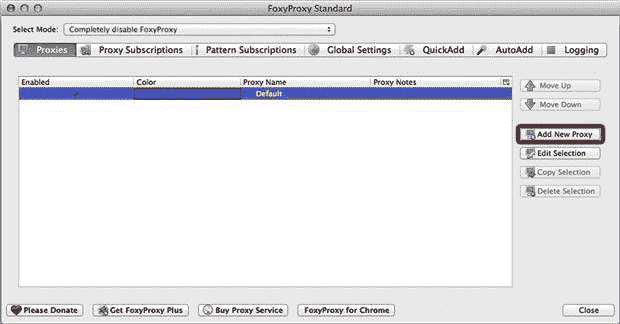 FoxyProxy Standard
Select Mode: Completely disable FoxyProxy
Proxies Proxy Subscriptions Pattern Subscriptions Global Settings QuickAdd AutoAdd Logging
Enabled Color Proxy Name Proxy Notes
Default
Move Up
Move Down
Add New Proxy
Edit Selection
Copy Selection
Delete Selection
Please Donate Get FoxyProxy Plus Buy Proxy Service FoxyProxy for Chrome Close